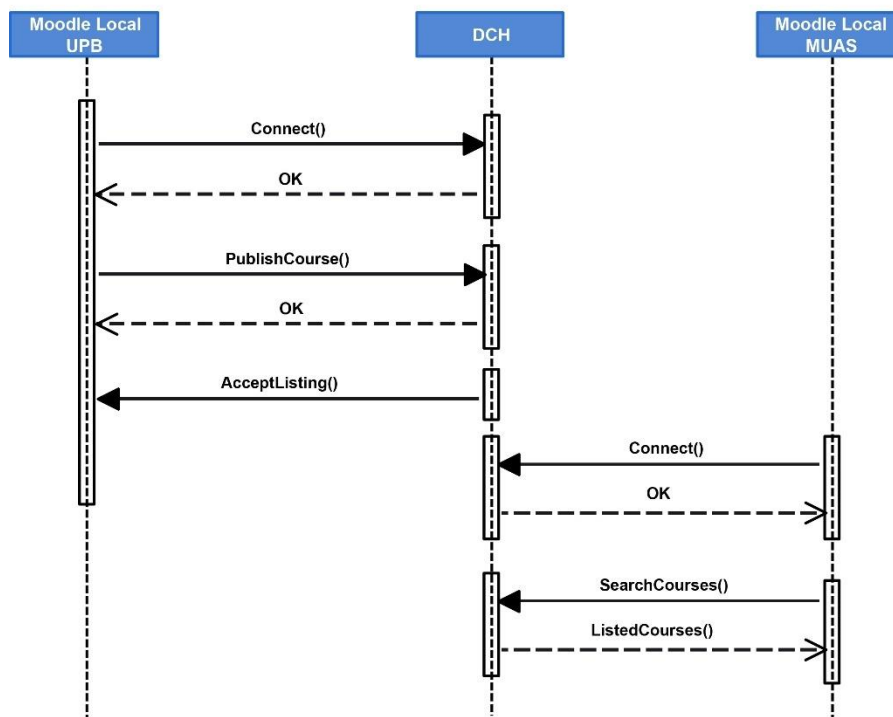 Moodle Local
UPB
DCH
Moodle Local
MUAS
Connect()
OK
PublishCourse()
OK
AcceptListing()
Connect()
OK
SearchCourses()
ListedCourses()